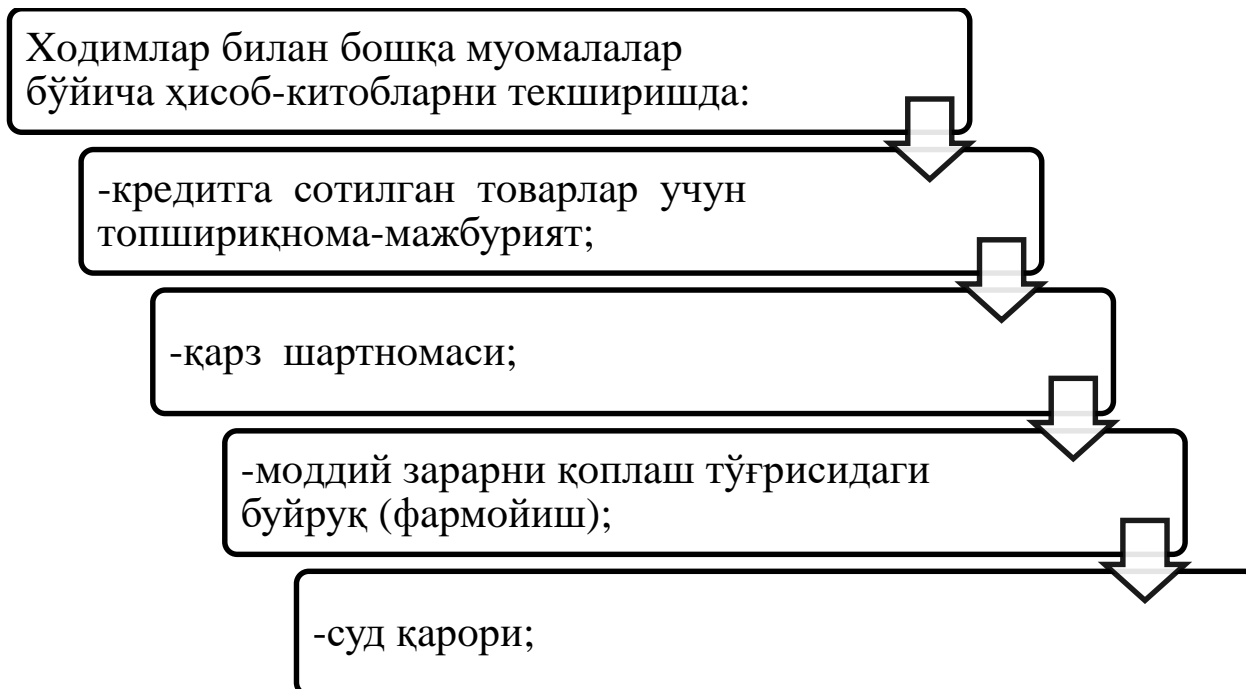 Ходимлар билан бошқа муомалалар
бўйича ҳисоб-китобларни текширишда:
-кредитга сотилган товарлар учун
топшириқнома-мажбурият;
-қарз шартномаси;
-моддий зарарни қоплаш тўғрисидаги
буйруқ (фармойиш);
-суд қарори;